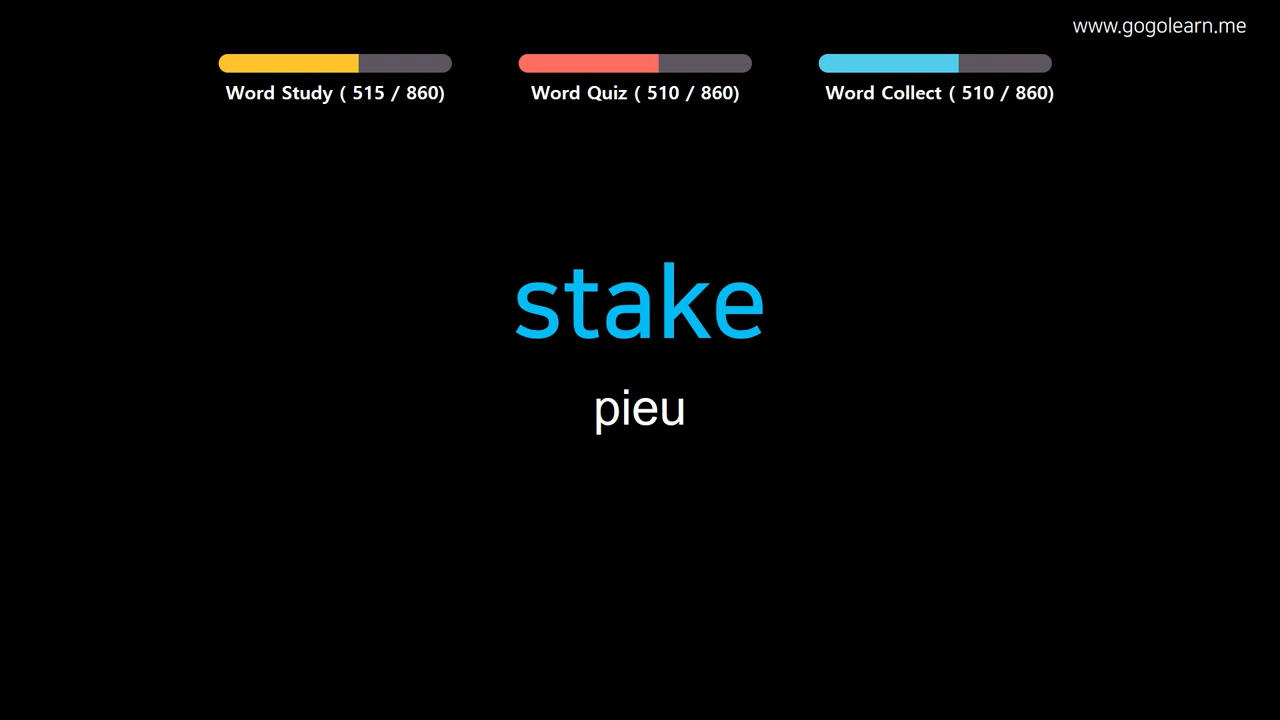 www.gogolearn.me
Word Study ( 515 / 860)
Word Quiz ( 510 / 860)
Word Collect ( 510 / 860)
stake
pieu